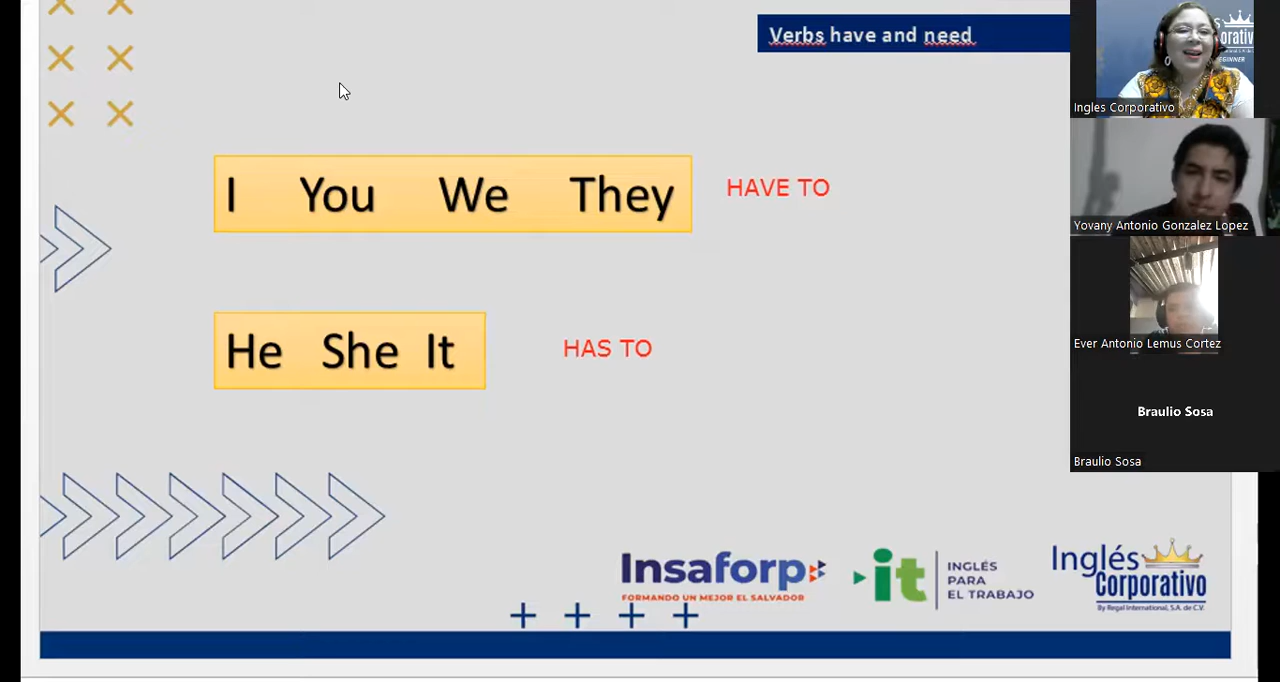 Verbs have and need
I You We They
HAVE TO
He She It
HAS TO
Insaforp
FORMANDO UN MEJOR EL SALVADOR
it
INGLÉS
PARA
EL TRABAJO
Inglés
Corporativo
By Regal International, S.A. de C.V.
Ingles Corporativo
Yovany Antonio Gonzalez Lopez
Ever Antonio Lemus Cortez
Braulio Sosa
Braulio Sosa